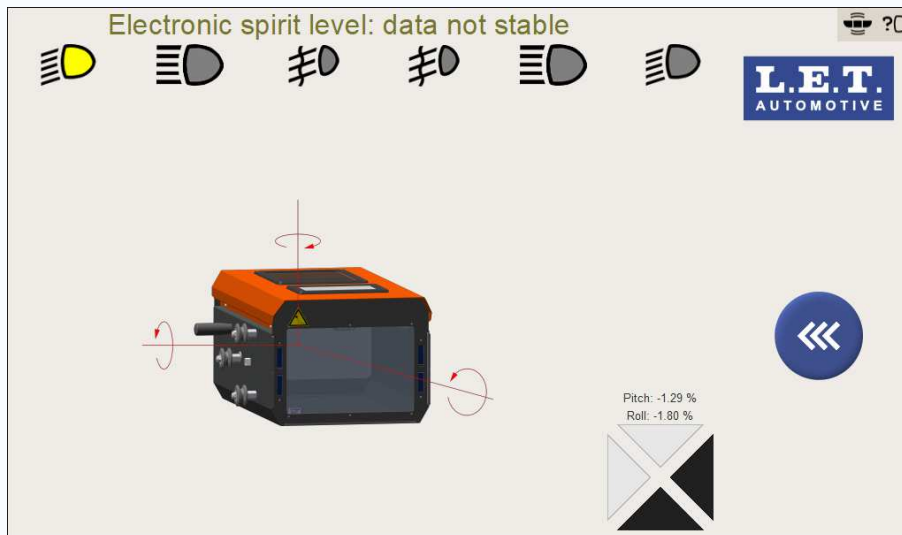 Electronic spirit level: data not stable
?
L.E.T.
AUTOMOTIVE
Pitch: -1.29 %
Roll: -1.80 %